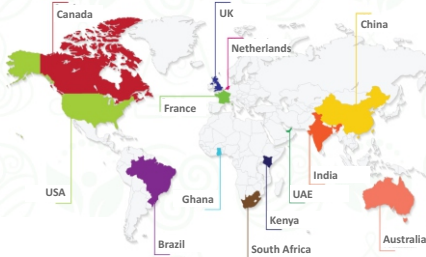 Canada
UK
China
Netherlands
France
USA
Ghana
UAE
India
Kenya
Brazil
South Africa
Australia